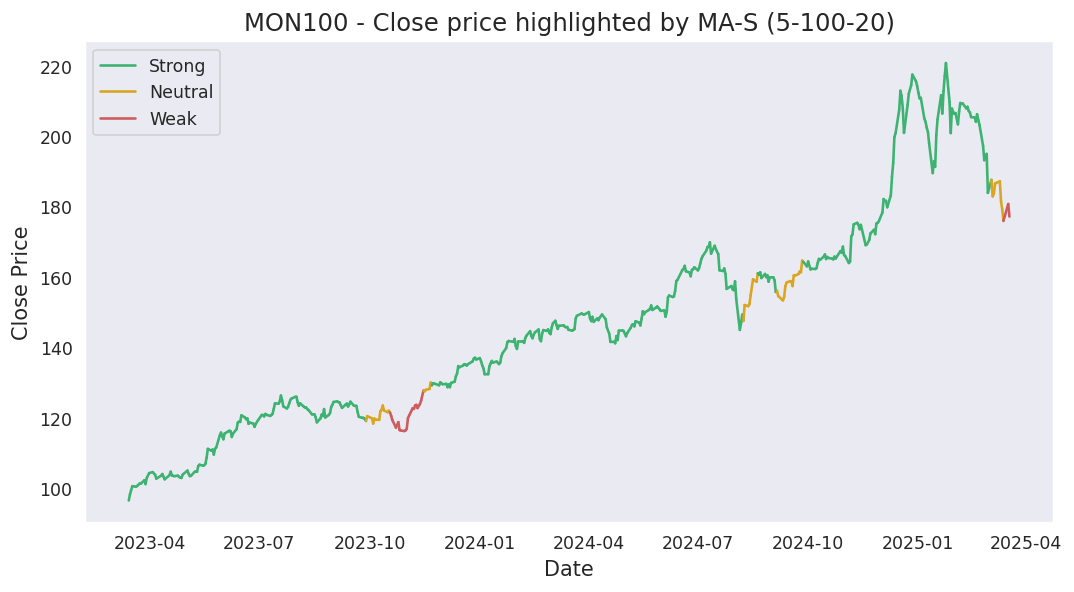 MON100 - Close price highlighted by MA-S (5-100-20)
Strong
Neutral
Weak
220
200
180
160
140
120
100
Close Price
2023-04 2023-07 2023-10 2024-01 2024-04 2024-07 2024-10 2025-01 2025-04
Date